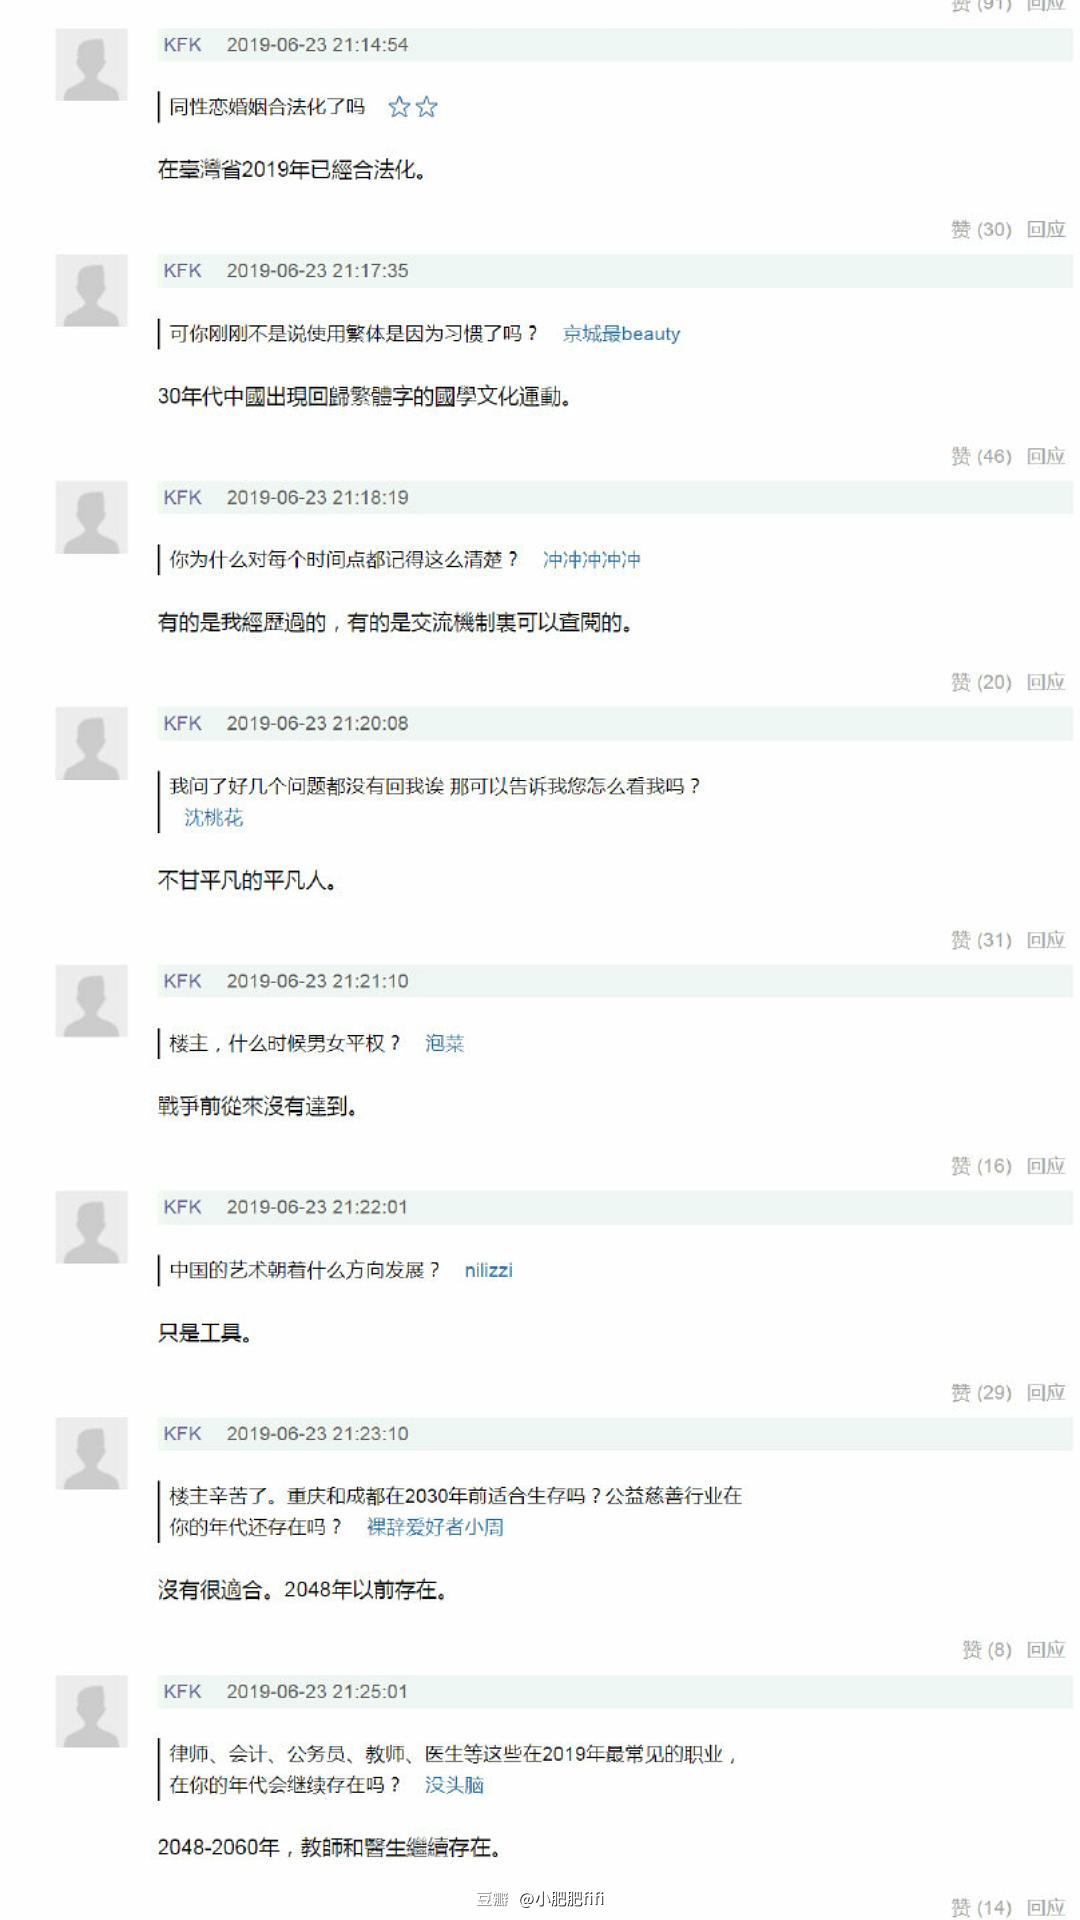 赞 (91) 回应
KFK 2019-06-23 21:14:54
同性恋婚姻合法化了吗 ☆☆
在臺灣省2019年已經合法化。
赞 (30) 回应
KFK 2019-06-23 21:17:35
可你刚刚不是说使用繁体是因为习惯了吗？ 京城最beauty
30年代中國出現回歸繁體字的國學文化運動。
赞 (46) 回应
KFK 2019-06-23 21:18:19
你为什么对每个时间点都记得这么清楚？ 冲冲冲冲冲
有的是我經歷過的，有的是交流機制裏可以查閱的。
赞 (20) 回应
KFK 2019-06-23 21:20:08
我问了好几个问题都没有回我诶 那可以告诉我您怎么看我吗？
沈桃花
不甘平凡的平凡人。
赞 (31) 回应
KFK 2019-06-23 21:21:10
楼主，什么时候男女平权？ 泡菜
戰爭前從來沒有達到。
赞 (16) 回应
KFK 2019-06-23 21:22:01
中国的艺术朝着什么方向发展？ nilizzi
只是工具。
赞 (29) 回应
KFK 2019-06-23 21:23:10
楼主辛苦了。重庆和成都在2030年前适合生存吗？公益慈善行业在
你的年代还存在吗？ 裸辞爱好者小周
沒有很適合。2048年以前存在。
赞 (8) 回应
KFK 2019-06-23 21:25:01
律师、会计、公务员、教师、医生等这些在2019年最常见的职业，
在你的年代会继续存在吗？ 没头脑
2048-2060年，教師和醫生繼續存在。
豆瓣 @小肥肥fifi
赞 (14) 回应